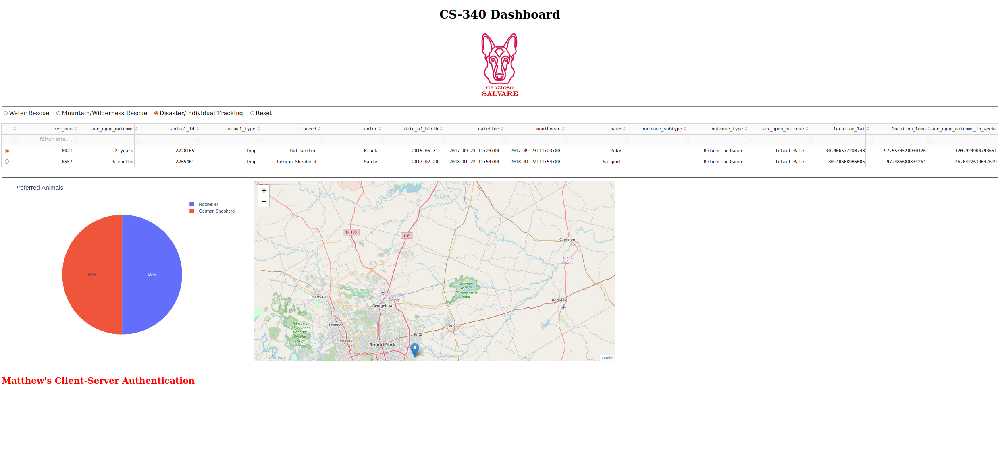 CS-340 Dashboard
GRAZIOSO
SALVARE
Water Rescue Mountain/Wilderness Rescue Disaster/Individual Tracking Reset
rec_num age_upon_outcome animal_id animal_type breed color date_of_birth datetime monthyear name outcome_subtype outcome_type sex_upon_outcome location_lat location_long age_upon_outcome_in_weeks
filter data...
6021 2 years A728165 Dog Rottweiler Black 2015-05-31 2017-09-23 11:23:00 2017-09-23T11:23:00 Zeke Return to Owner Intact Male 30.466577208743 -97.5573520930426 120.924900793651
6557 6 months A765461 Dog German Shepherd Sable 2017-07-20 2018-01-22 11:54:00 2018-01-22T11:54:00 Sargent Return to Owner Intact Male 30.40668985085 -97.485680334264 26.6422619047619
Preferred Animals
Rottweiler
German Shepherd
50% 50%
+
−
TX 195
I 35
Cameron
Milam
County
Granger
Wildlife
Management
Area
Williamson
County
Liberty Hill
Rockdale
Georgetown
Balcones
Canyonlands
National
Wildlife
Refuge
Leander
Taylor
Hutto
Cedar Park
Round Rock
Lake Travis
Leaflet
Matthew's Client-Server Authentication